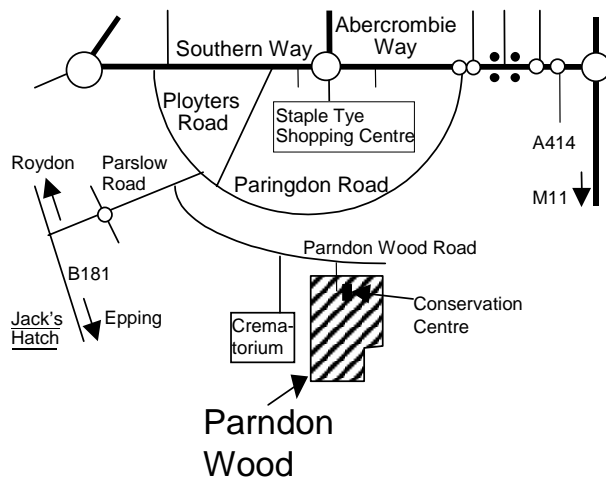 Abercrombie
Southern Way
Way
Ployters
Road
Staple Tye
Shopping Centre
A414
Roydon
Parslow
Road
Paringdon Road
M11
Parndon Wood Road
B181
Jack's
Hatch
Epping
Crema-
torium
Conservation
Centre
Parndon
Wood